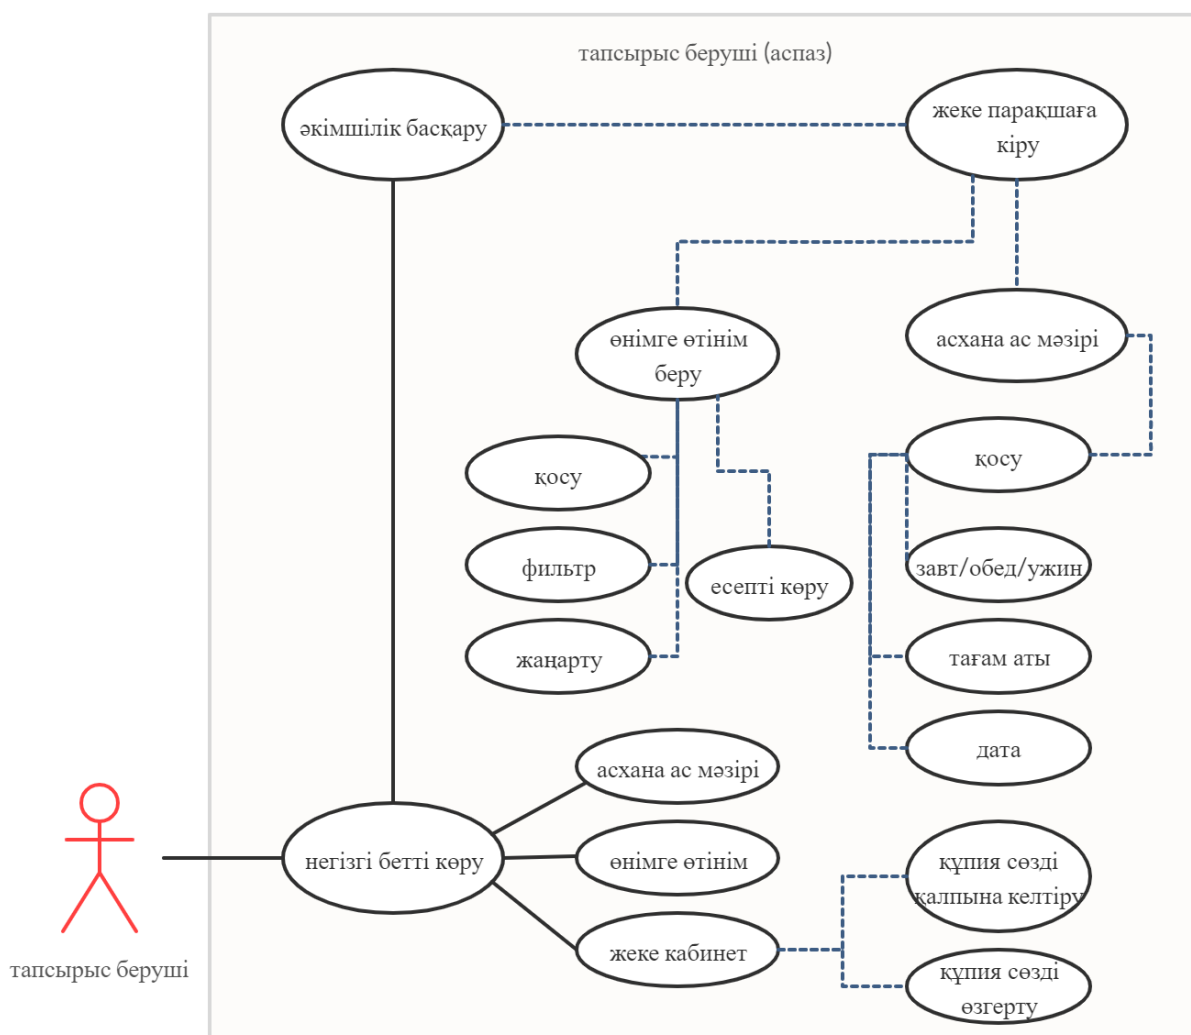 тапсырыс беруші (аспаз)
әкімшілік басқару
жеке парақшаға
кіру
өнімге өтінім
беру
асхана ас мәзірі
қосу
қосу
фильтр
завт/обед/ужин
есепті көру
жаңарту
тағам аты
дата
асхана ас мәзірі
негізгі бетті көру
өнімге өтінім
құпия сөзді
қалпына келтіру
жеке кабинет
құпия сөзді
өзгерту
тапсырыс беруші